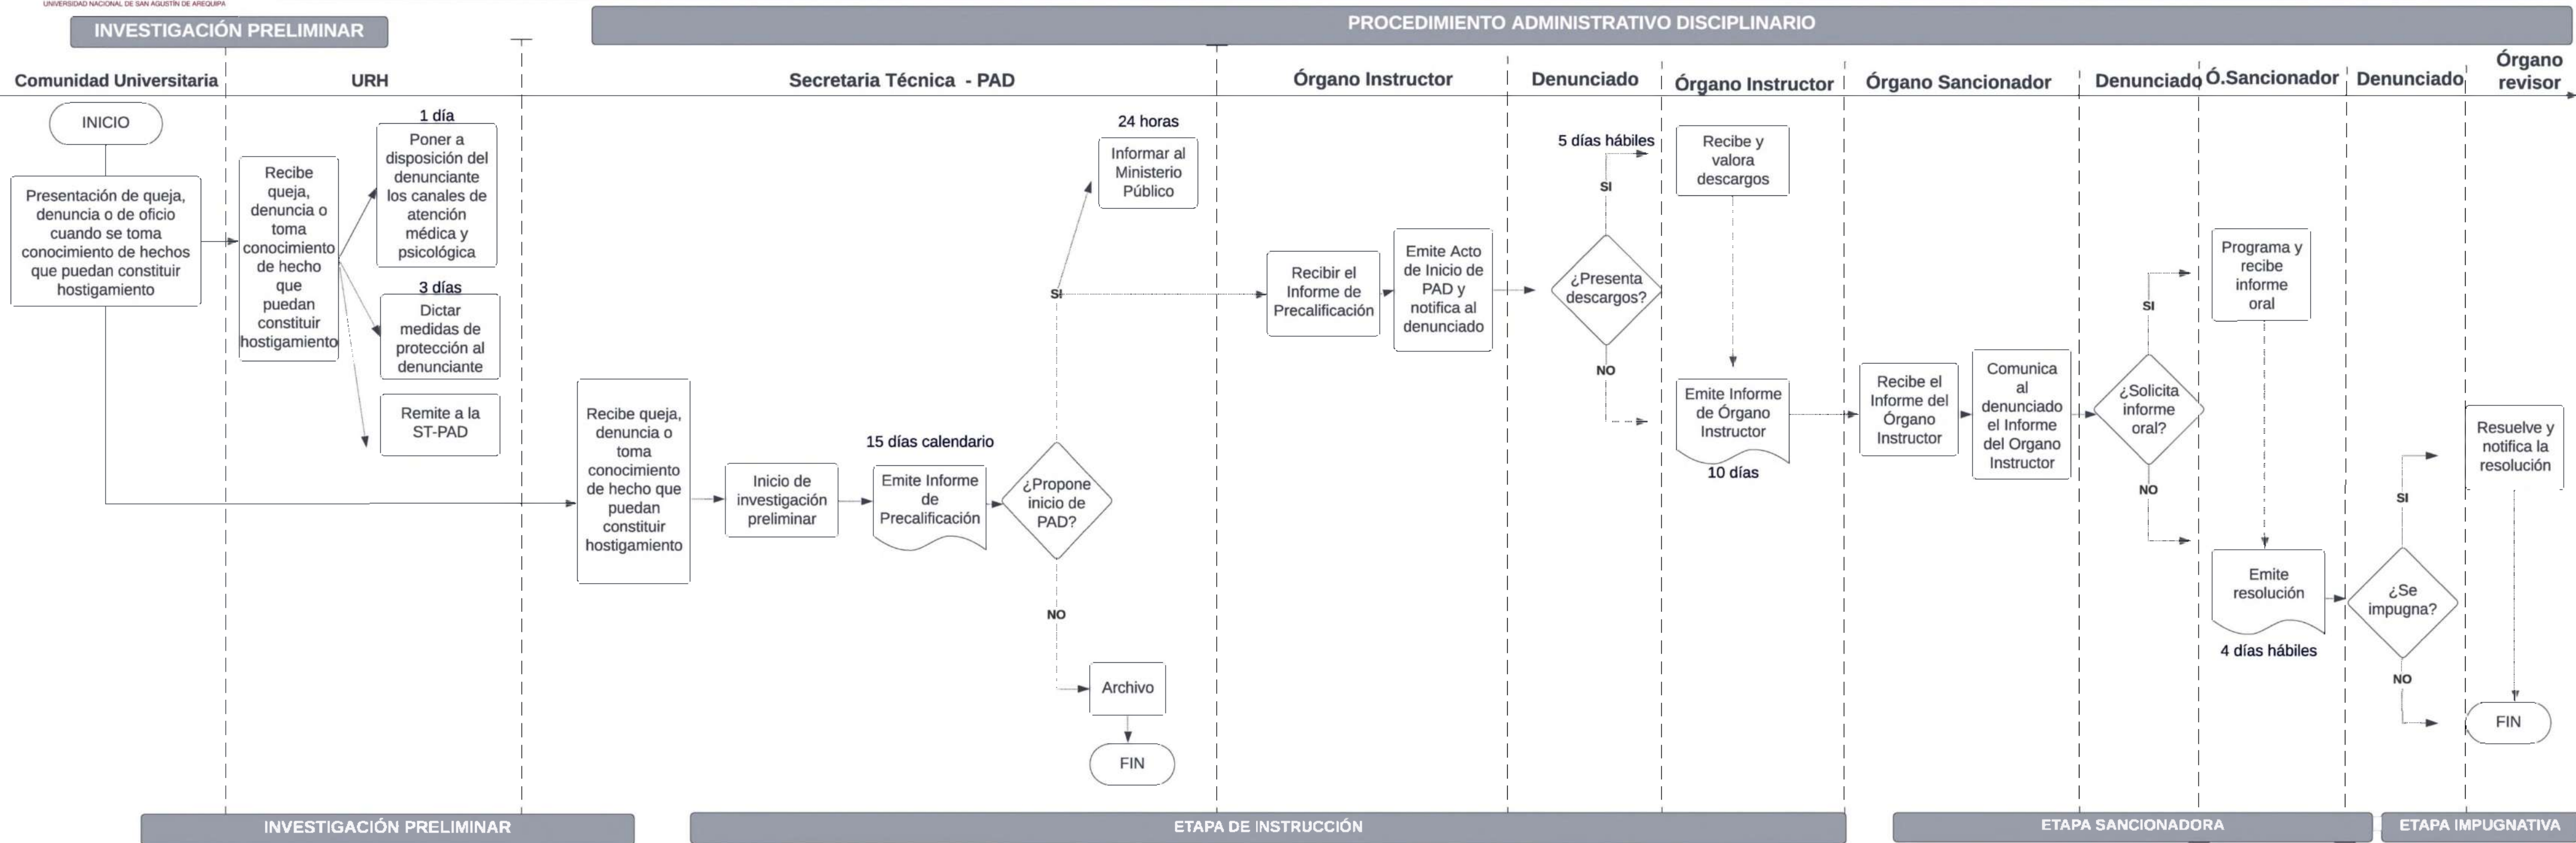 UNIVERSIDAD NACIONAL DE SAN AGUSTÍN DE AREQUIPA
INVESTIGACIÓN PRELIMINAR
PROCEDIMIENTO ADMINISTRATIVO DISCIPLINARIO
Comunidad Universitaria
URH
Secretaria Técnica - PAD
Órgano Instructor
Denunciado
Órgano Instructor
Órgano Sancionador
Denunciado
Ó.Sancionador
Denunciado
Órgano
revisor
INICIO
Presentación de queja,
denuncia o de oficio
cuando se toma
conocimiento de hechos
que puedan constituir
hostigamiento
Recibe
queja,
denuncia o
toma
conocimiento
de hecho
que
puedan
constituir
hostigamiento
1 día
Poner a
disposición del
denunciante
los canales de
atención
médica y
psicológica
3 días
Dictar
medidas de
protección al
denunciante
Remite a la
ST-PAD
Recibe queja,
denuncia o
toma
conocimiento
de hecho que
puedan
constituir
hostigamiento
Inicio de
investigación
preliminar
15 días calendario
Emite Informe
de
Precalificación
¿Propone
inicio de
PAD?
SI
24 horas
Informar al
Ministerio
Público
NO
Archivo
FIN
Recibir el
Informe de
Precalificación
Emite Acto
de Inicio de
PAD y
notifica al
denunciado
¿Presenta
descargos?
SI
5 días hábiles
NO
Recibe y
valora
descargos
Emite Informe
de Órgano
Instructor
10 días
Recibe el
Informe del
Órgano
Instructor
Comunica
al
denunciado
el Informe
del Organo
Instructor
¿Solicita
informe
oral?
SI
NO
Programa y
recibe
informe
oral
Emite
resolución
4 días hábiles
¿Se
impugna?
SI
NO
Resuelve y
notifica la
resolución
FIN
INVESTIGACIÓN PRELIMINAR
ETAPA DE INSTRUCCIÓN
ETAPA SANCIONADORA
ETAPA IMPUGNATIVA